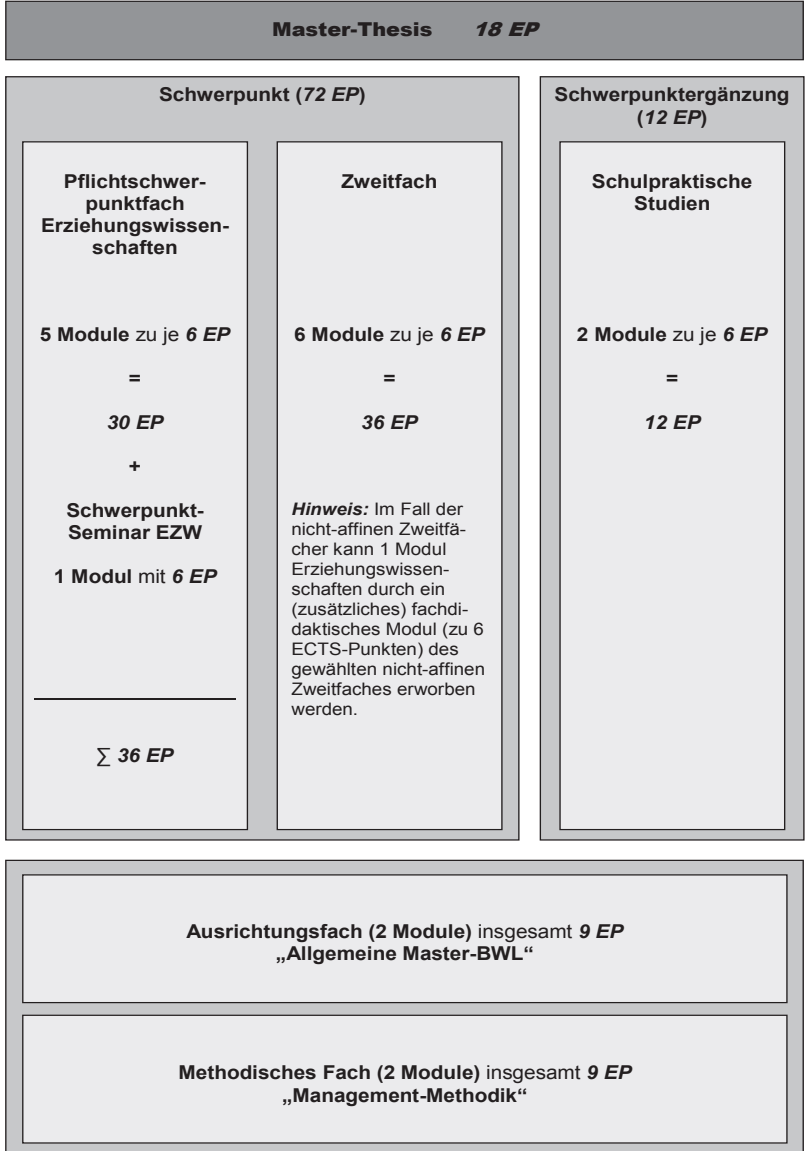 Master-Thesis 18 EP
Schwerpunkt (72 EP)
Pflichtschwer-
punktfach
Erziehungswissen-
schaften
5 Module zu je 6 EP
=
30 EP
+
Schwerpunkt-
Seminar EZW
1 Modul mit 6 EP
∑ 36 EP
Zweitfach
6 Module zu je 6 EP
=
36 EP
Hinweis: Im Fall der
nicht-affinen Zweitfä-
cher kann 1 Modul
Erziehungswissen-
schaften durch ein
(zusätzliches) fachdi-
daktisches Modul (zu 6
ECTS-Punkten) des
gewählten nicht-affinen
Zweitfaches erworben
werden.
Schwerpunktergänzung
(12 EP)
Schulpraktische
Studien
2 Module zu je 6 EP
=
12 EP
Ausrichtungsfach (2 Module) insgesamt 9 EP
„Allgemeine Master-BWL“
Methodisches Fach (2 Module) insgesamt 9 EP
„Management-Methodik“